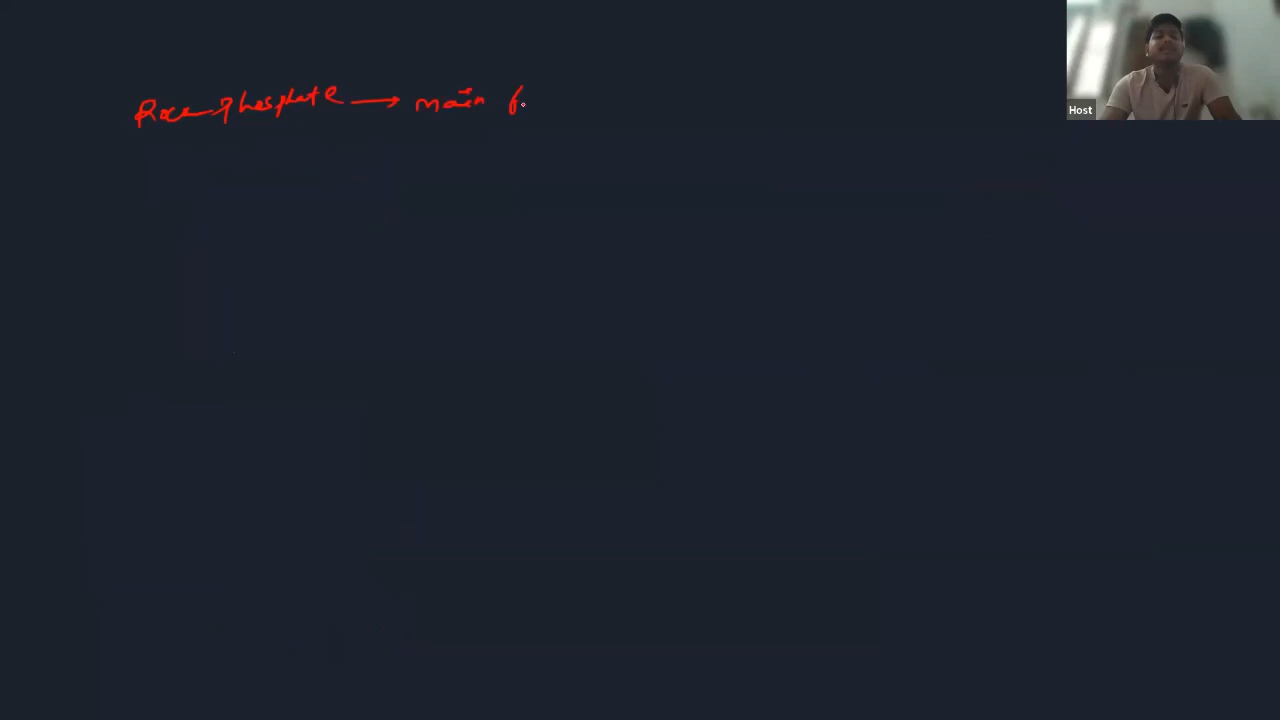 Rock phosphate → main f
Host